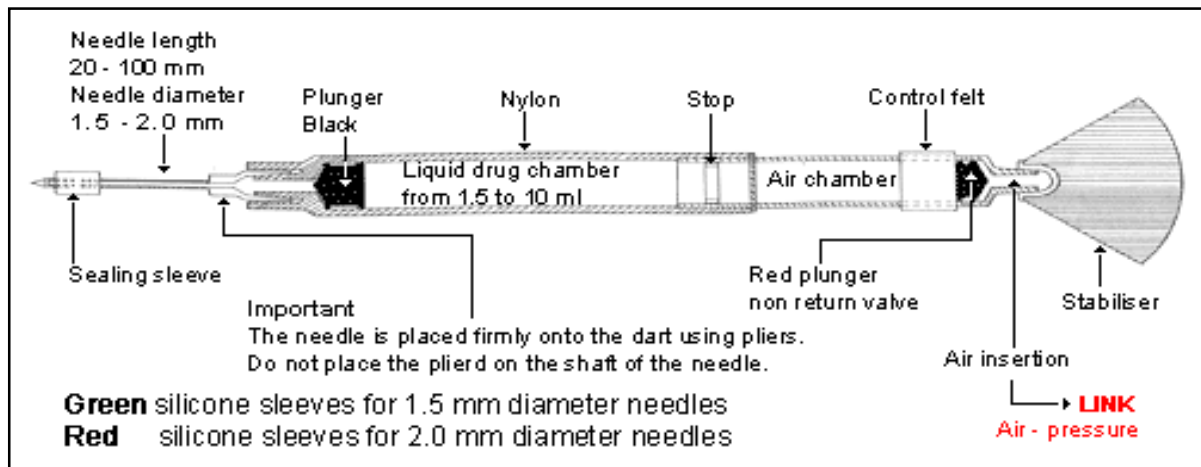 Needle length
20 - 100 mm
Needle diameter
1.5 - 2.0 mm
Plunger
Black
Nylon
Stop
Control felt
Liquid drug chamber
from 1.5 to 10 ml
Air chamber
Sealing sleeve
Red plunger
non return valve
Stabiliser
Important
The needle is placed firmly onto the dart using pliers.
Do not place the plierd on the shaft of the needle.
Air insertion
LINK
Air - pressure
Green silicone sleeves for 1.5 mm diameter needles
Red silicone sleeves for 2.0 mm diameter needles